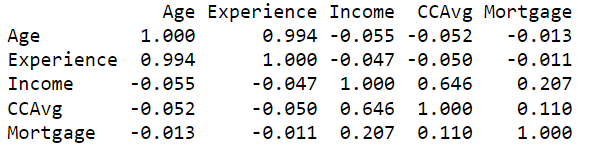 Age Experience Income CCAvg Mortgage
Age 1.000 0.994 -0.055 -0.052 -0.013
Experience 0.994 1.000 -0.047 -0.050 -0.011
Income -0.055 -0.047 1.000 0.646 0.207
CCAvg -0.052 -0.050 0.646 1.000 0.110
Mortgage -0.013 -0.011 0.207 0.110 1.000